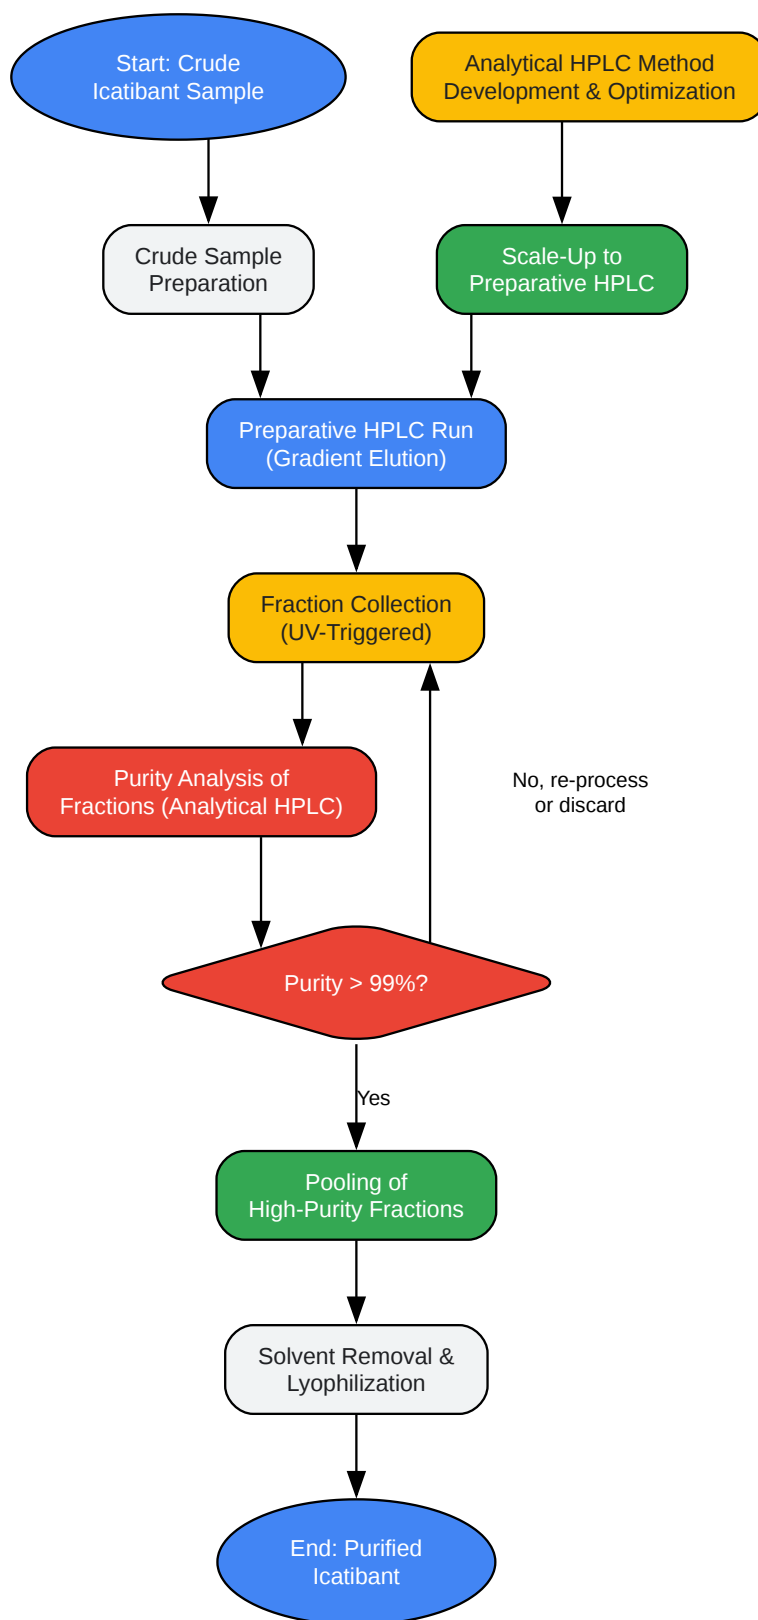 Start: Crude
Icatibant Sample
Analytical HPLC Method
Development & Optimization
Crude Sample
Preparation
Scale-Up to
Preparative HPLC
Preparative HPLC Run
(Gradient Elution)
Fraction Collection
(UV-Triggered)
Purity Analysis of
Fractions (Analytical HPLC)
No, re-process
or discard
Purity > 99%?
Yes
Pooling of
High-Purity Fractions
Solvent Removal &
Lyophilization
End: Purified
Icatibant